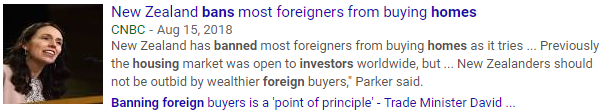 New Zealand bans most foreigners from buying homes
CNBC - Aug 15, 2018
New Zealand has banned most foreigners from buying homes as it tries ... Previously
the housing market was open to investors worldwide, but ... New Zealanders should
not be outbid by wealthier foreign buyers," Parker said.
Banning foreign buyers is a 'point of principle' - Trade Minister David ...